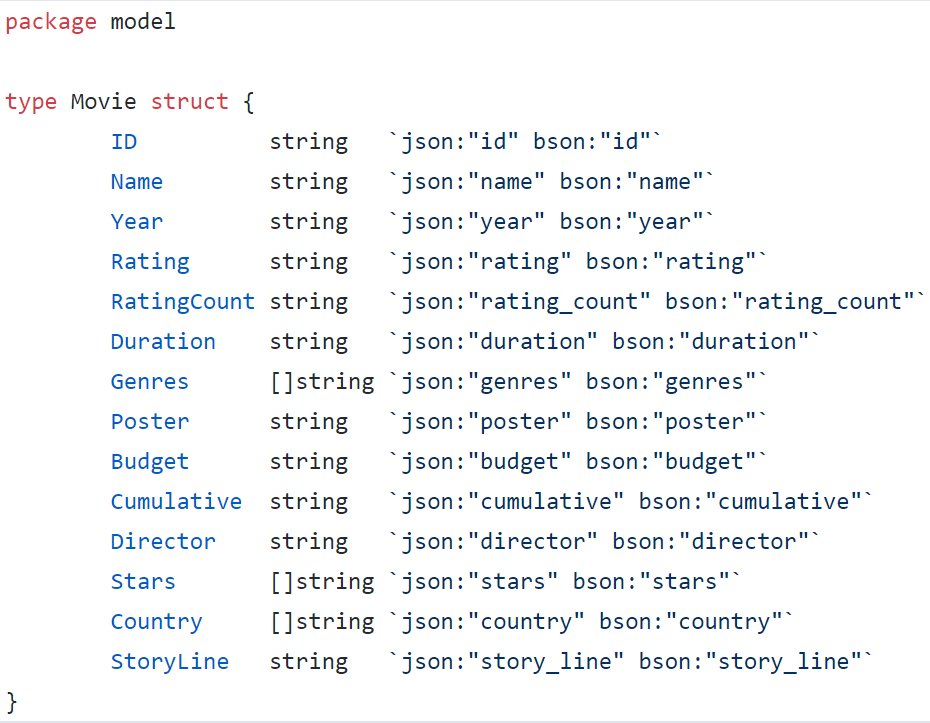 package model
type Movie struct {
ID string `json:"id" bson:"id"`
Name string `json:"name" bson:"name"`
Year string `json:"year" bson:"year"`
Rating string `json:"rating" bson:"rating"`
RatingCount string `json:"rating_count" bson:"rating_count"`
Duration string `json:"duration" bson:"duration"`
Genres []string `json:"genres" bson:"genres"`
Poster string `json:"poster" bson:"poster"`
Budget string `json:"budget" bson:"budget"`
Cumulative string `json:"cumulative" bson:"cumulative"`
Director string `json:"director" bson:"director"`
Stars []string `json:"stars" bson:"stars"`
Country []string `json:"country" bson:"country"`
StoryLine string `json:"story_line" bson:"story_line"`
}